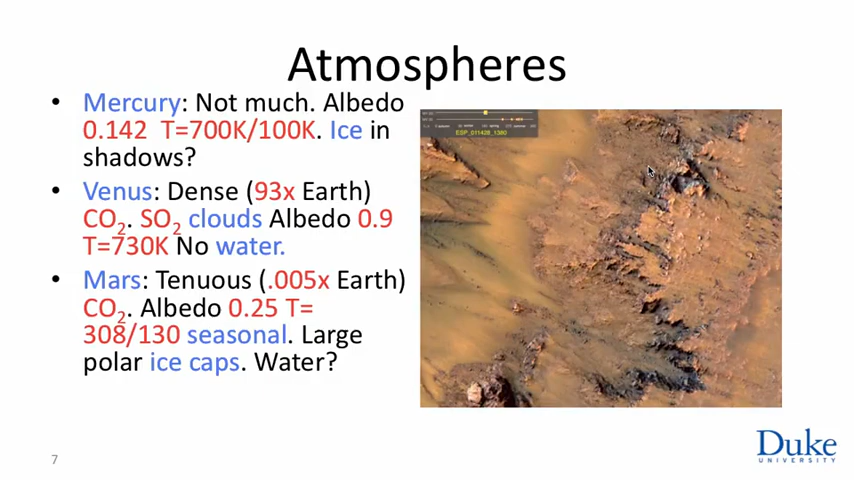 Atmospheres
• Mercury: Not much. Albedo
0.142 T=700K/100K. Ice in
shadows?
• Venus: Dense (93x Earth)
CO₂. SO₂ clouds Albedo 0.9
T=730K No water.
• Mars: Tenuous (.005x Earth)
CO₂. Albedo 0.25 T=
308/130 seasonal. Large
polar ice caps. Water?
ESP_011428_1380
7
Duke
UNIVERSITY